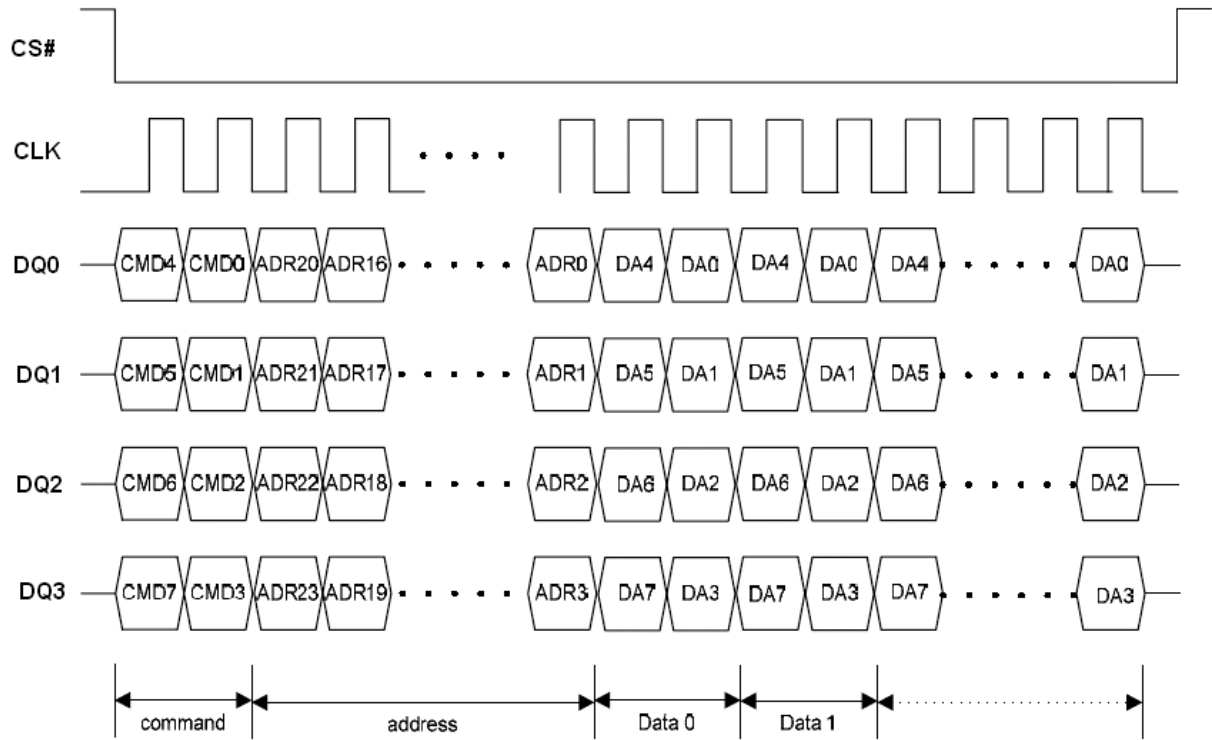 CS#
CLK
DQ0 CMD4 CMD0 ADR20 ADR16 ADR0 DA4 DA0 DA4 DA0 DA4 DA0
DQ1 CMD5 CMD1 ADR21 ADR17 ADR1 DA5 DA1 DA5 DA1 DA5 DA1
DQ2 CMD6 CMD2 ADR22 ADR18 ADR2 DA6 DA2 DA6 DA2 DA6 DA2
DQ3 CMD7 CMD3 ADR23 ADR19 ADR3 DA7 DA3 DA7 DA3 DA7 DA3
command address Data 0 Data 1